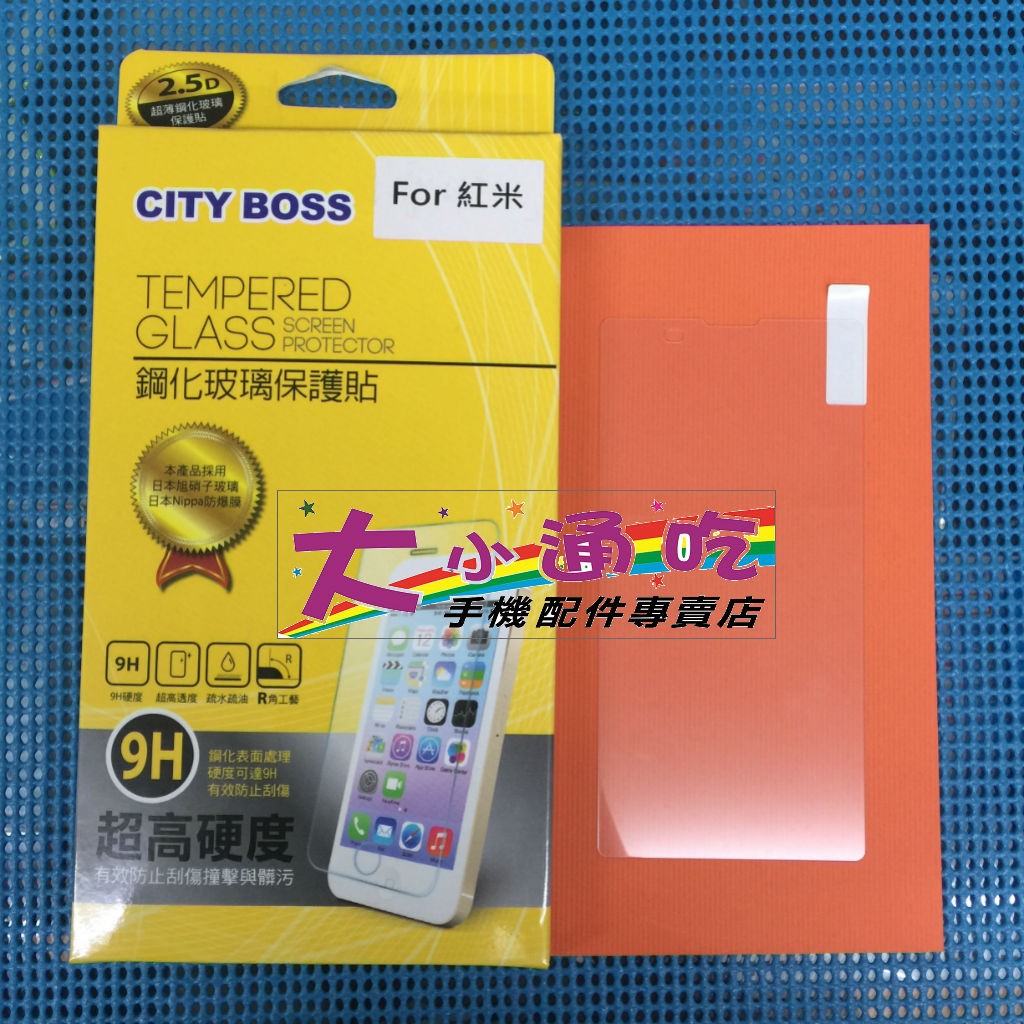 2.5D
超薄鋼化玻璃
保護貼
CITY BOSS
For 紅米
TEMPERED
GLASS SCREEN PROTECTOR
鋼化玻璃保護貼
本產品採用
日本旭硝子玻璃
日本Nippa防爆膜
大小通吃
手機配件專賣店
9H
R
9H硬度
超高透度
疏水疏油
R角工藝
9H
鋼化表面處理
硬度可達9H
有效防止刮傷
超高硬度
有效防止刮傷撞擊與髒污